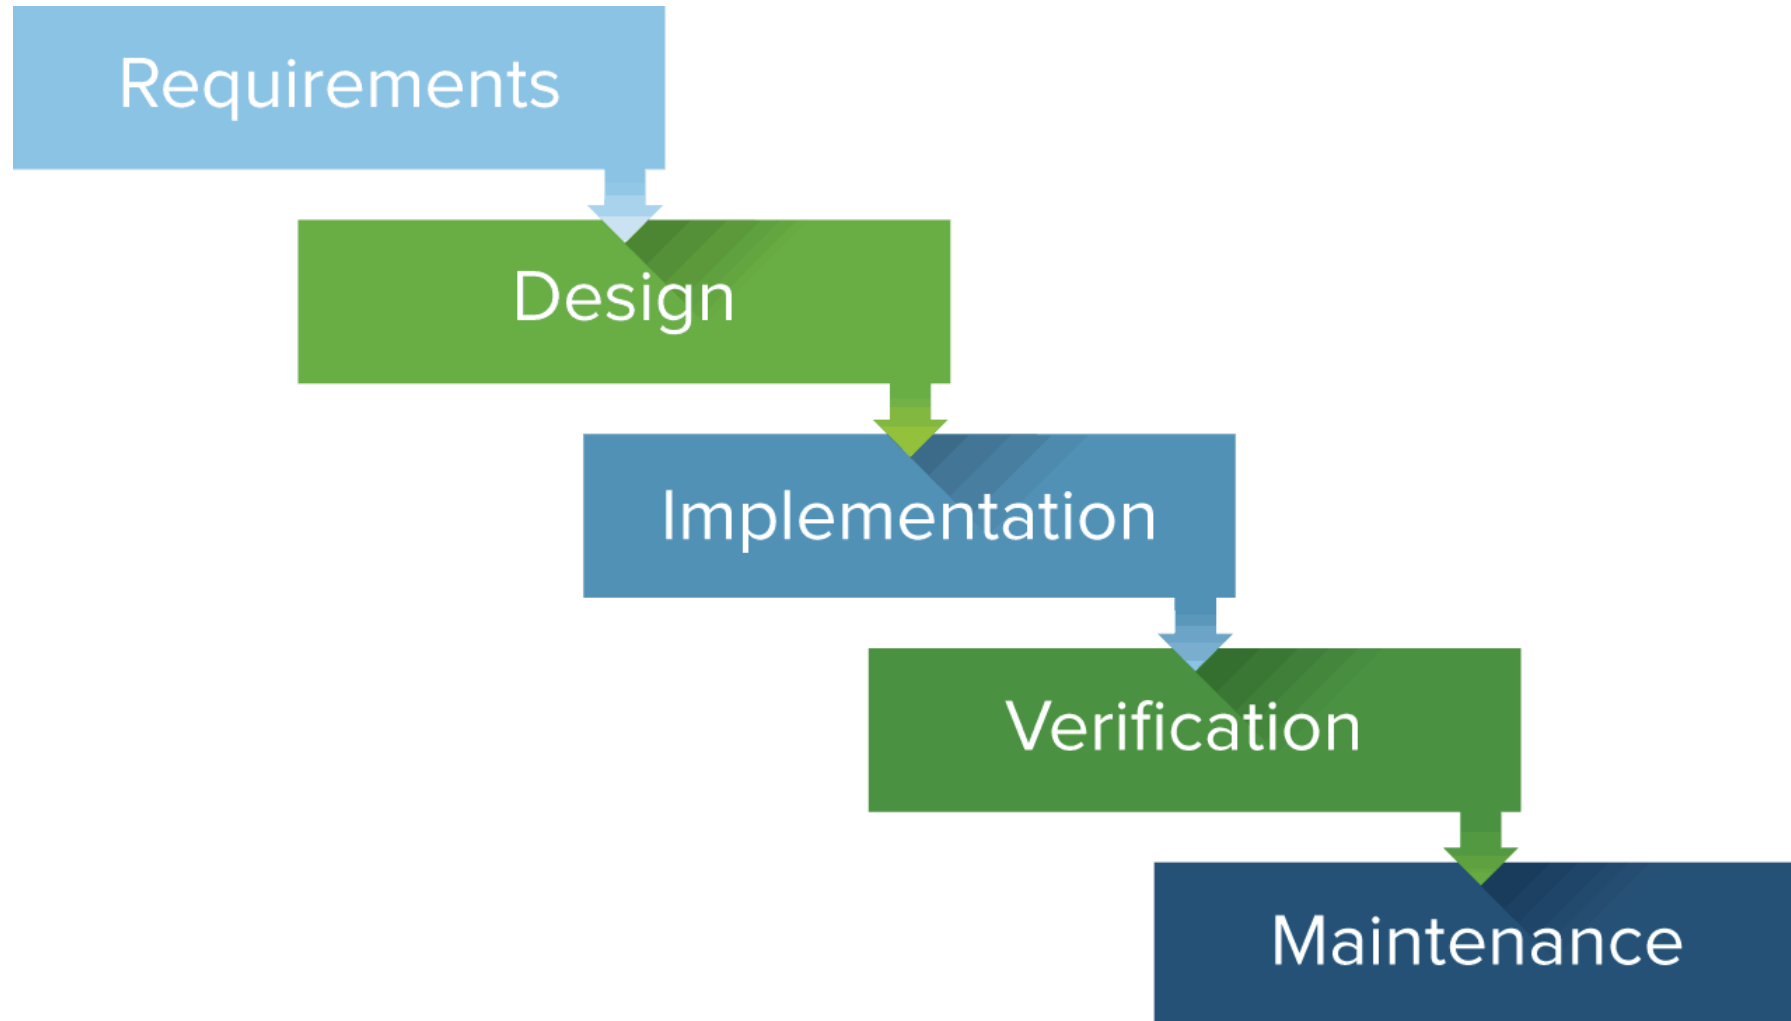 Requirements
Design
Implementation
Verification
Maintenance